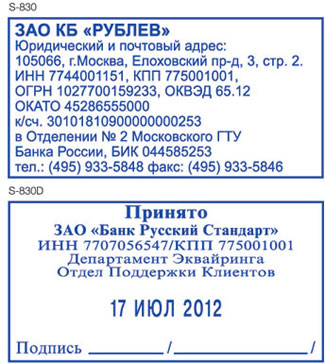 S-830
ЗАО КБ «РУБЛЕВ»
Юридический и почтовый адрес:
105066, г.Москва, Елоховский пр-д, 3, стр. 2.
ИНН 7744001151, КПП 775001001,
ОГРН 1027700159233, ОКВЭД 65.12
ОКАТО 45286555000
к/сч. 30101810900000000253
в Отделении № 2 Московского ГТУ
Банка России, БИК 044585253
тел.: (495) 933-5848 факс: (495) 933-5846
S-830D
Принято
ЗАО «Банк Русский Стандарт»
ИНН 7707056547/КПП 775001001
Департамент Эквайринга
Отдел Поддержки Клиентов
17 ИЮЛ 2012
Подпись ________/________/